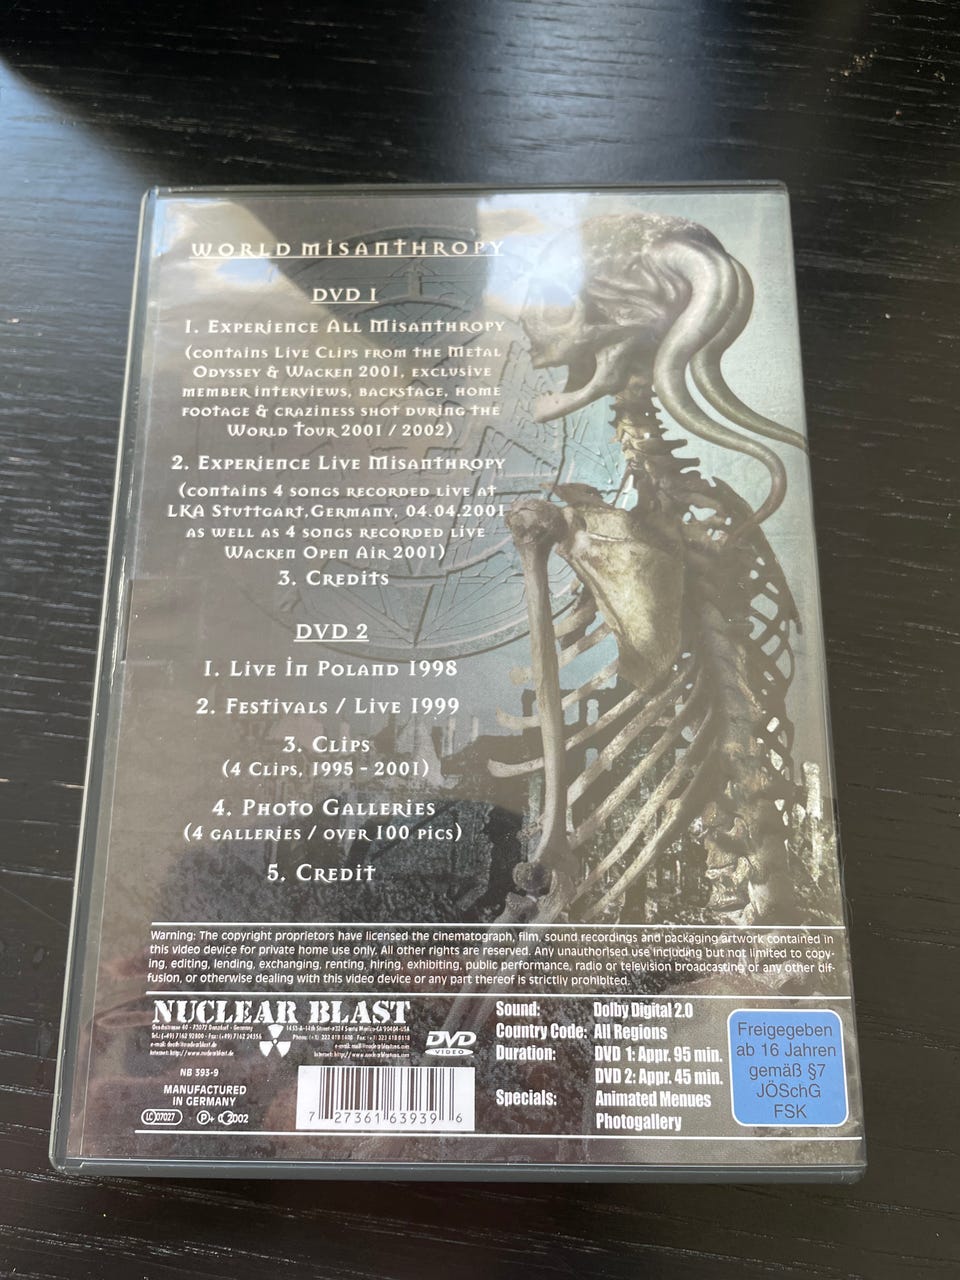 WORLD MISANTHROPY
DVD 1
1. EXPERIENCE ALL MISANTHROPY
(CONTAINS LIVE CLIPS FROM THE METAL
ODYSSEY & WACKEN 2001, EXCLUSIVE
MEMBER INTERVIEWS, BACKSTAGE, HOME
FOOTAGE & CRAZINESS SHOT DURING THE
WORLD TOUR 2001 / 2002)
2. EXPERIENCE LIVE MISANTHROPY
(CONTAINS 4 SONGS RECORDED LIVE AT
LKA STUTTGART,GERMANY, 04.04.2001
AS WELL AS 4 SONGS RECORDED LIVE
WACKEN OPEN AIR 2001)
3. CREDITS
DVD 2
1. LIVE IN POLAND 1998
2. FESTIVALS / LIVE 1999
3. CLIPS
(4 CLIPS, 1995 - 2001)
4. PHOTO GALLERIES
(4 GALLERIES / OVER 100 PICS)
5. CREDIT
Warning: The copyright proprietors have licensed the cinematograph, film, sound recordings and packaging artwork contained in
this video device for private home use only. All other rights are reserved. Any unauthorised use including but not limited to copy-
ing, editing, lending, exchanging, renting, hiring, exhibiting, public performance, radio or television broadcasting or any other dif-
fusion, or otherwise dealing with this video device or any part thereof is strictliy prohibited.
NUCLEAR BLAST
NB 393-9
MANUFACTURED
IN GERMANY
LC 07027 P+C 2002
DVD
VIDEO
7 27361 63939 6
Sound: Dolby Digital 2.0
Country Code: All Regions
Duration: DVD 1: Appr. 95 min.
DVD 2: Appr. 45 min.
Specials: Animated Menues
Photogallery
Freigegeben
ab 16 Jahren
gemäß §7
JÖSchG
FSK